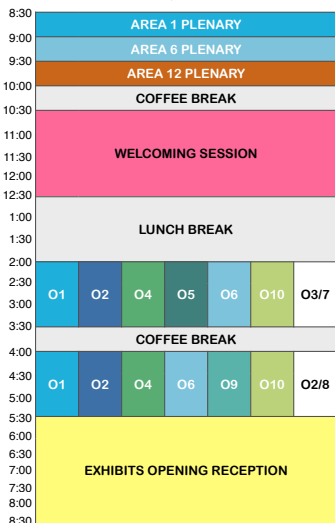 8:30
AREA 1 PLENARY
9:00
AREA 6 PLENARY
9:30
AREA 12 PLENARY
10:00
COFFEE BREAK
10:30
11:00
WELCOMING SESSION
11:30
12:00
12:30
1:00
LUNCH BREAK
1:30
2:00
2:30
O1 O2 O4 O5 O6 O10 O3/7
3:00
3:30
COFFEE BREAK
4:00
4:30
O1 O2 O4 O6 O9 O10 O2/8
5:00
5:30
6:00
6:30
EXHIBITS OPENING RECEPTION
7:00
7:30
8:00
8:30